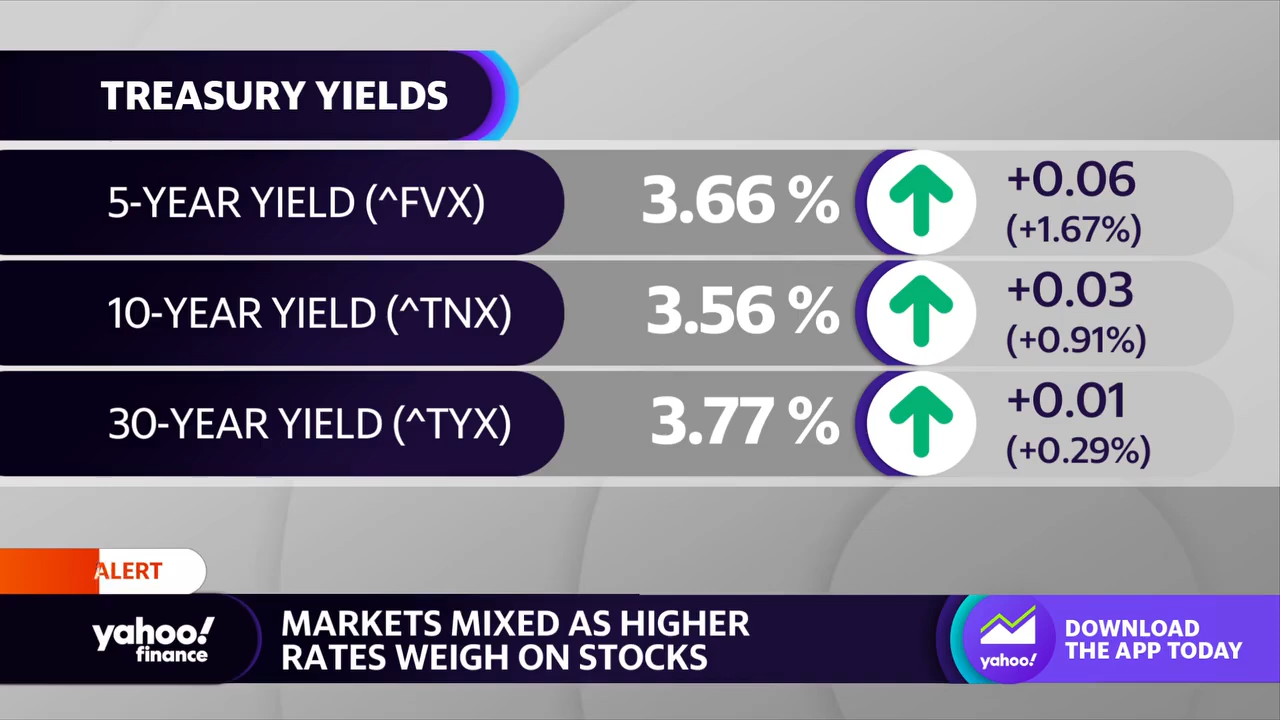 TREASURY YIELDS
5-YEAR YIELD (^FVX) 3.66 % +0.06
(+1.67%)
10-YEAR YIELD (^TNX) 3.56 % +0.03
(+0.91%)
30-YEAR YIELD (^TYX) 3.77 % +0.01
(+0.29%)
ALERT
yahoo!
finance
MARKETS MIXED AS HIGHER
RATES WEIGH ON STOCKS
yahoo!
DOWNLOAD
THE APP TODAY